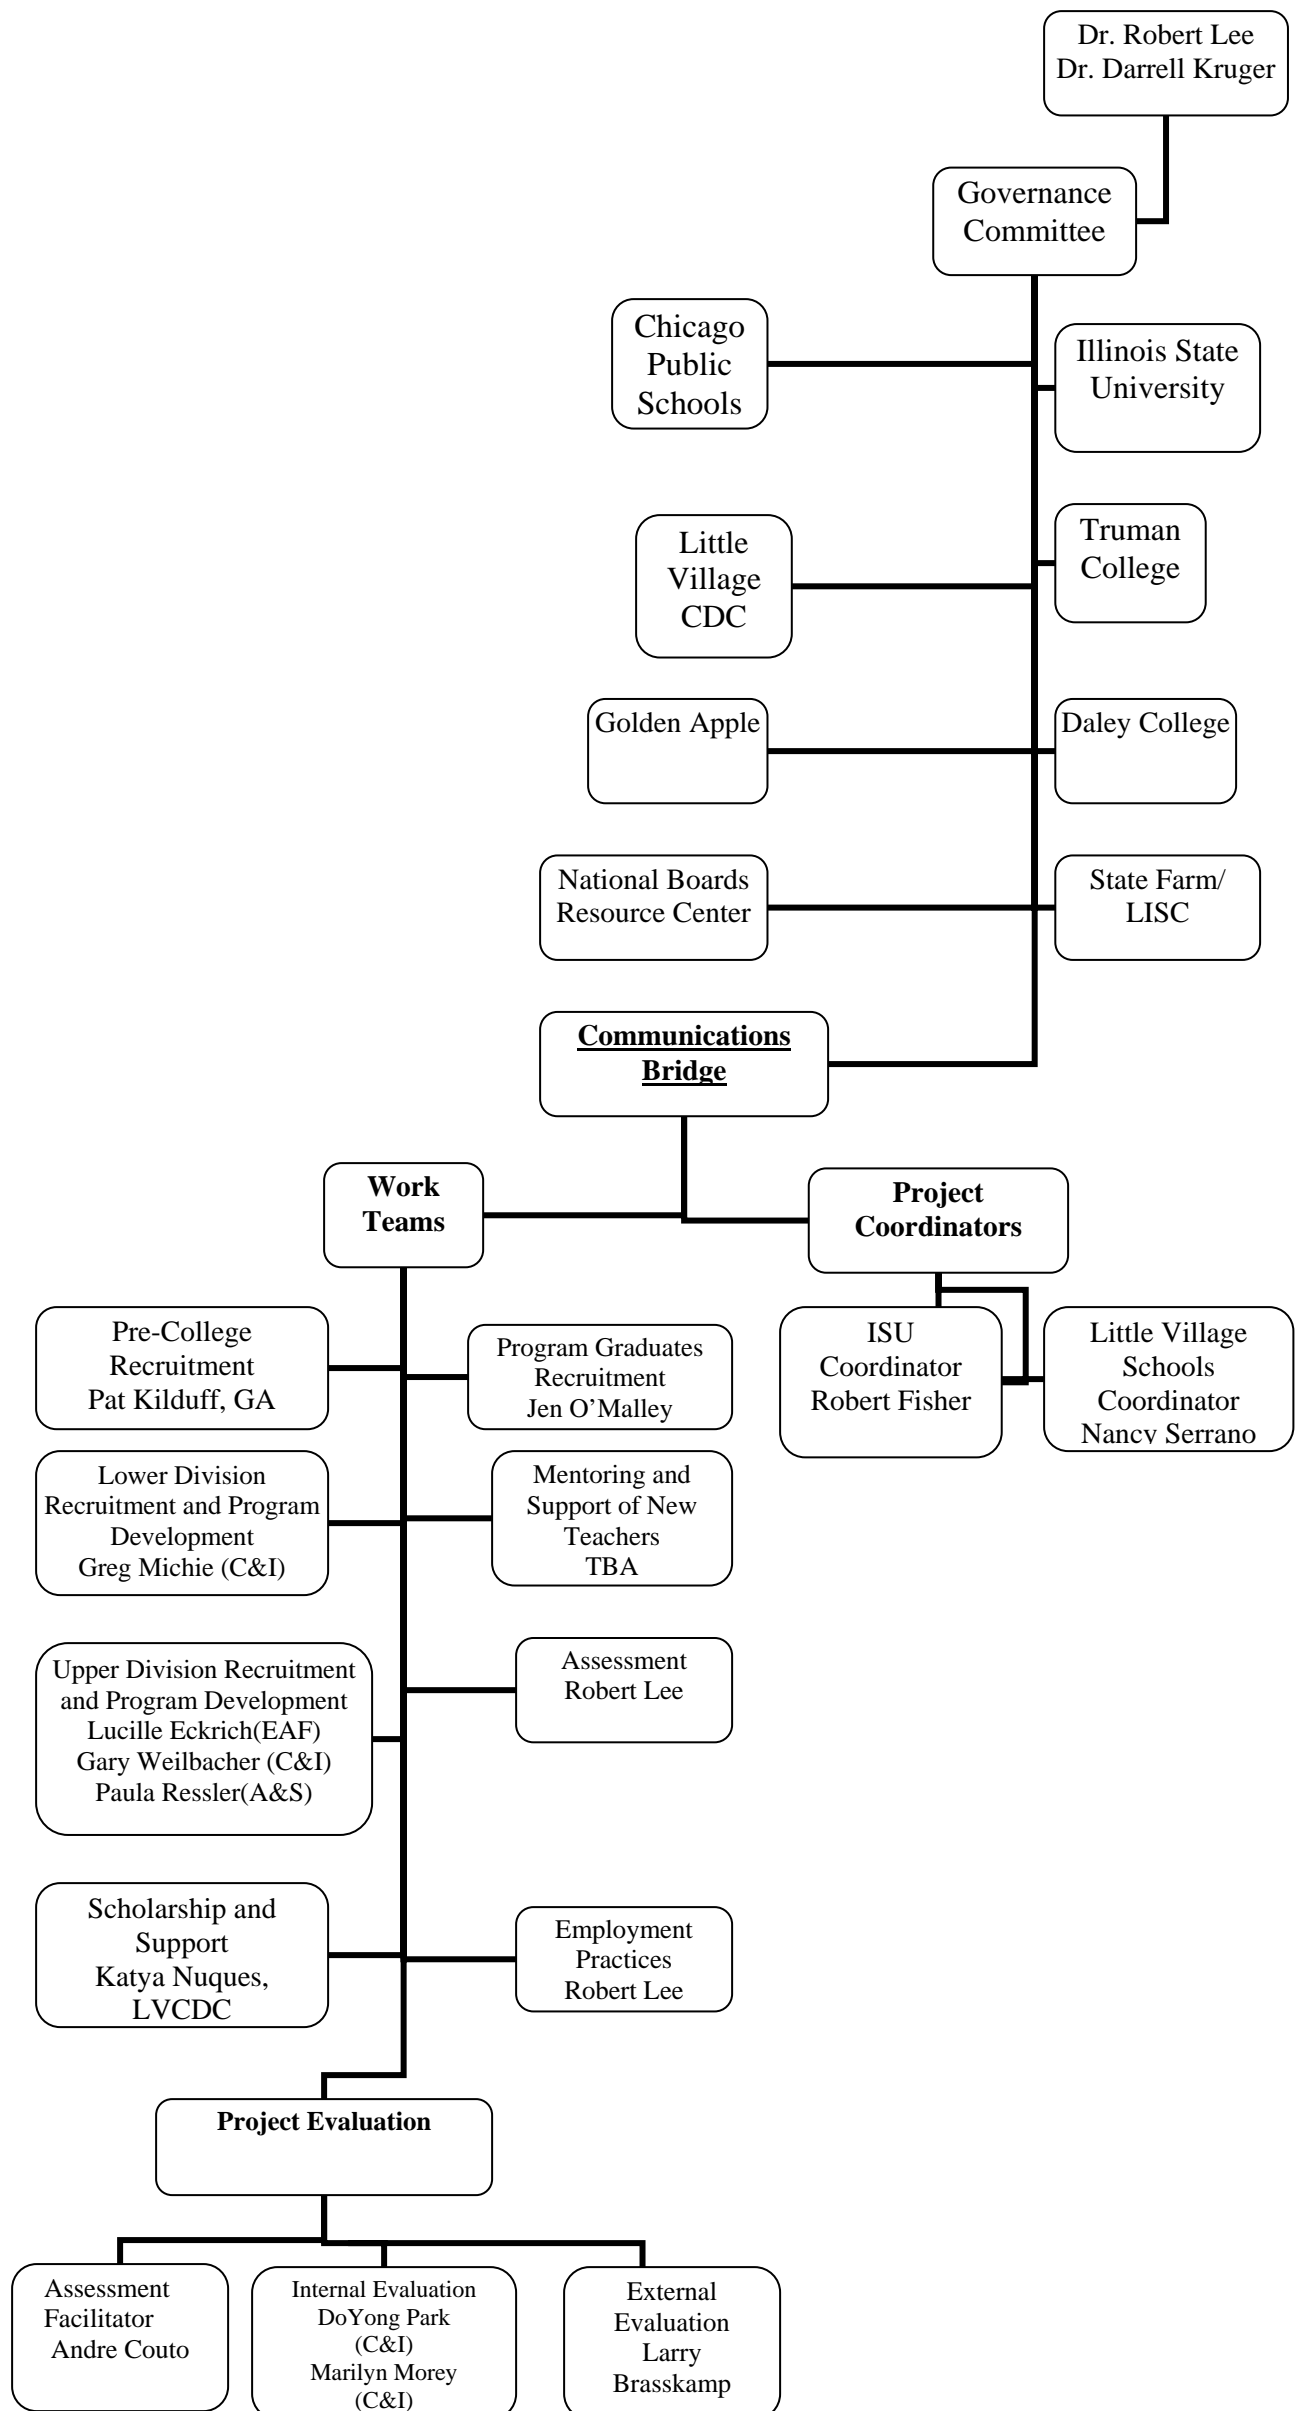 Dr. Robert Lee
Dr. Darrell Kruger
Governance
Committee
Chicago
Public
Schools
Illinois State
University
Little
Village
CDC
Truman
College
Golden Apple
Daley College
National Boards
Resource Center
State Farm/
LISC
Communications
Bridge
Work
Teams
Project
Coordinators
Pre-College
Recruitment
Pat Kilduff, GA
Program Graduates
Recruitment
Jen O’Malley
ISU
Coordinator
Robert Fisher
Little Village
Schools
Coordinator
Nancy Serrano
Lower Division
Recruitment and Program
Development
Greg Michie (C&I)
Mentoring and
Support of New
Teachers
TBA
Upper Division Recruitment
and Program Development
Lucille Eckrich(EAF)
Gary Weilbacher (C&I)
Paula Ressler(A&S)
Assessment
Robert Lee
Scholarship and
Support
Katya Nuques,
LVCDC
Employment
Practices
Robert Lee
Project Evaluation
Assessment
Facilitator
Andre Couto
Internal Evaluation
DoYong Park
(C&I)
Marilyn Morey
(C&I)
External
Evaluation
Larry
Brasskamp